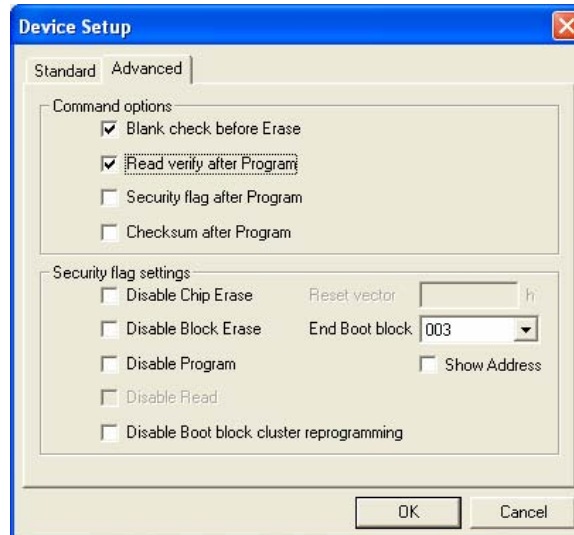 Device Setup
Standard Advanced
Command options
Blank check before Erase
Read verify after Program
Security flag after Program
Checksum after Program
Security flag settings
Disable Chip Erase Reset vector h
Disable Block Erase End Boot block 003
Disable Program Show Address
Disable Read
Disable Boot block cluster reprogramming
OK Cancel